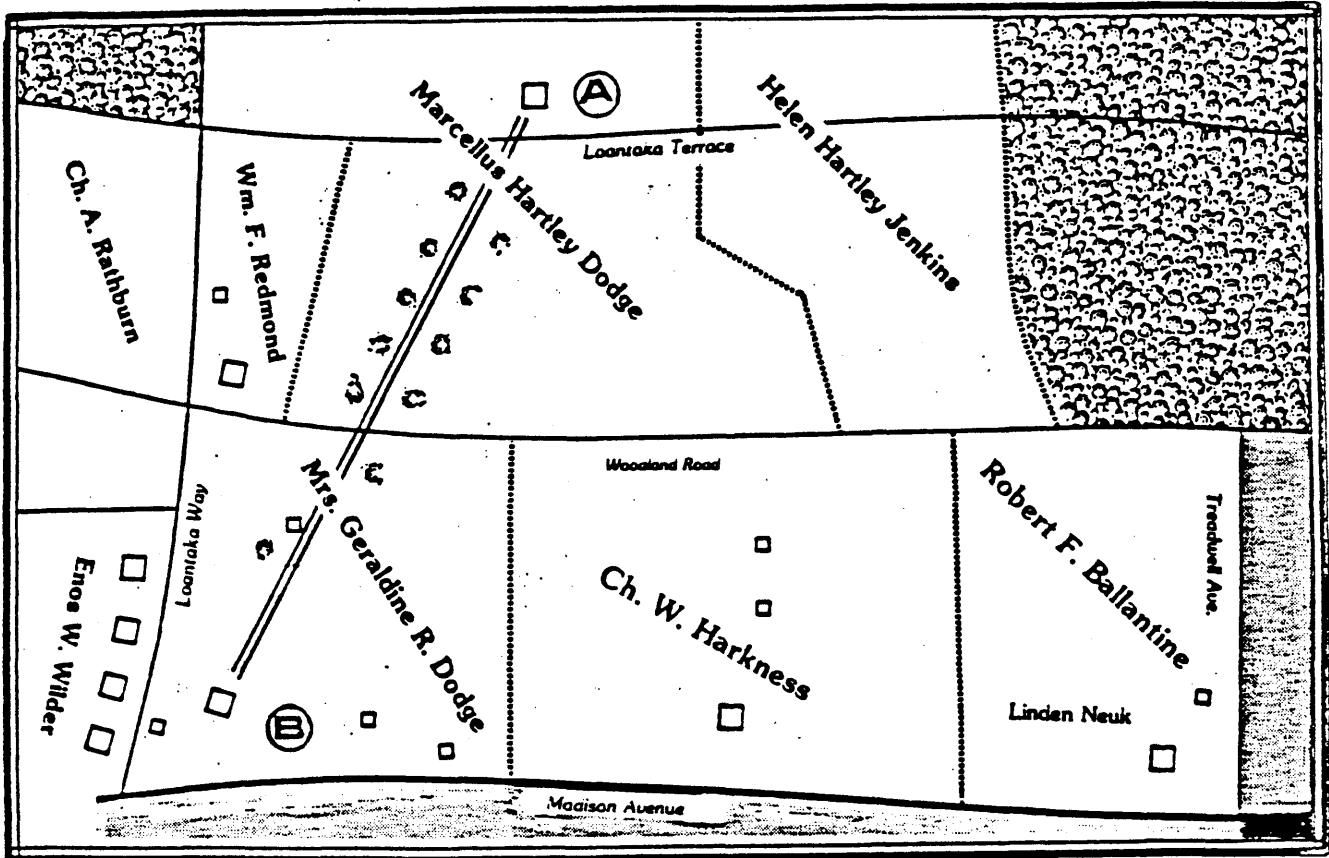 A
Marcellus Hartley Dodge
Helen Hartley Jenkins
Loantaka Terrace
Ch. A. Rathburn
Wm. F. Redmond
Woodland Road
Mrs. Geraldine R. Dodge
Loantaka Way
Enos W. Wilder
Ch. W. Harkness
Robert F. Ballantine
Treadwell Ave.
Linden Neuk
B
Madison Avenue